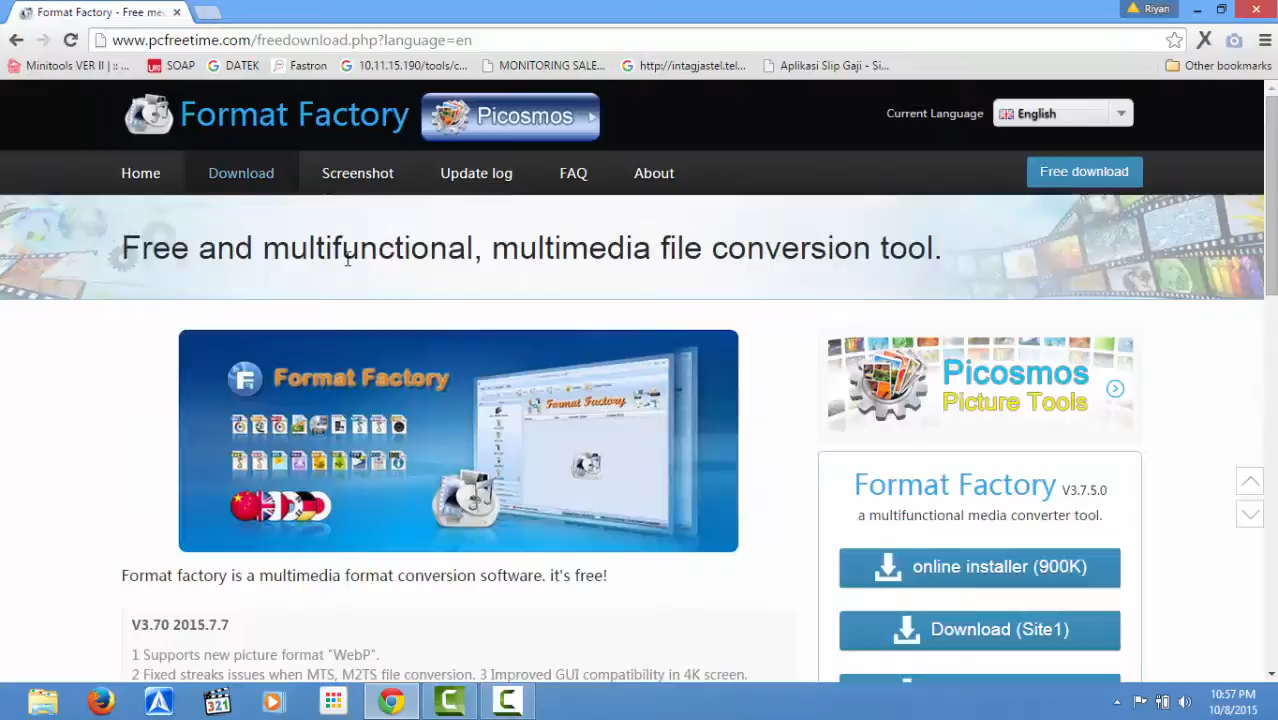 Format Factory - Free me
Riyan
www.pcfreetime.com/freedownload.php?language=en
Minitools VER II | :: ...
SOAP
DATEK
Fastron
10.11.15.190/tools/c...
MONITORING SALE...
http://intagjastel.tel...
Aplikasi Slip Gaji - Si...
Other bookmarks
Format Factory
Picosmos
Current Language
English
Home
Download
Screenshot
Update log
FAQ
About
Free download
Free and multifunctional, multimedia file conversion tool.
Format Factory
Format Factory
Picosmos
Picture Tools
Format Factory V3.7.5.0
a multifunctional media converter tool.
online installer (900K)
Download (Site1)
Format factory is a multimedia format conversion software. it's free!
V3.70 2015.7.7
1 Supports new picture format "WebP".
2 Fixed streaks issues when MTS, M2TS file conversion. 3 Improved GUI compatibility in 4K screen.
321
10:57 PM
10/8/2015